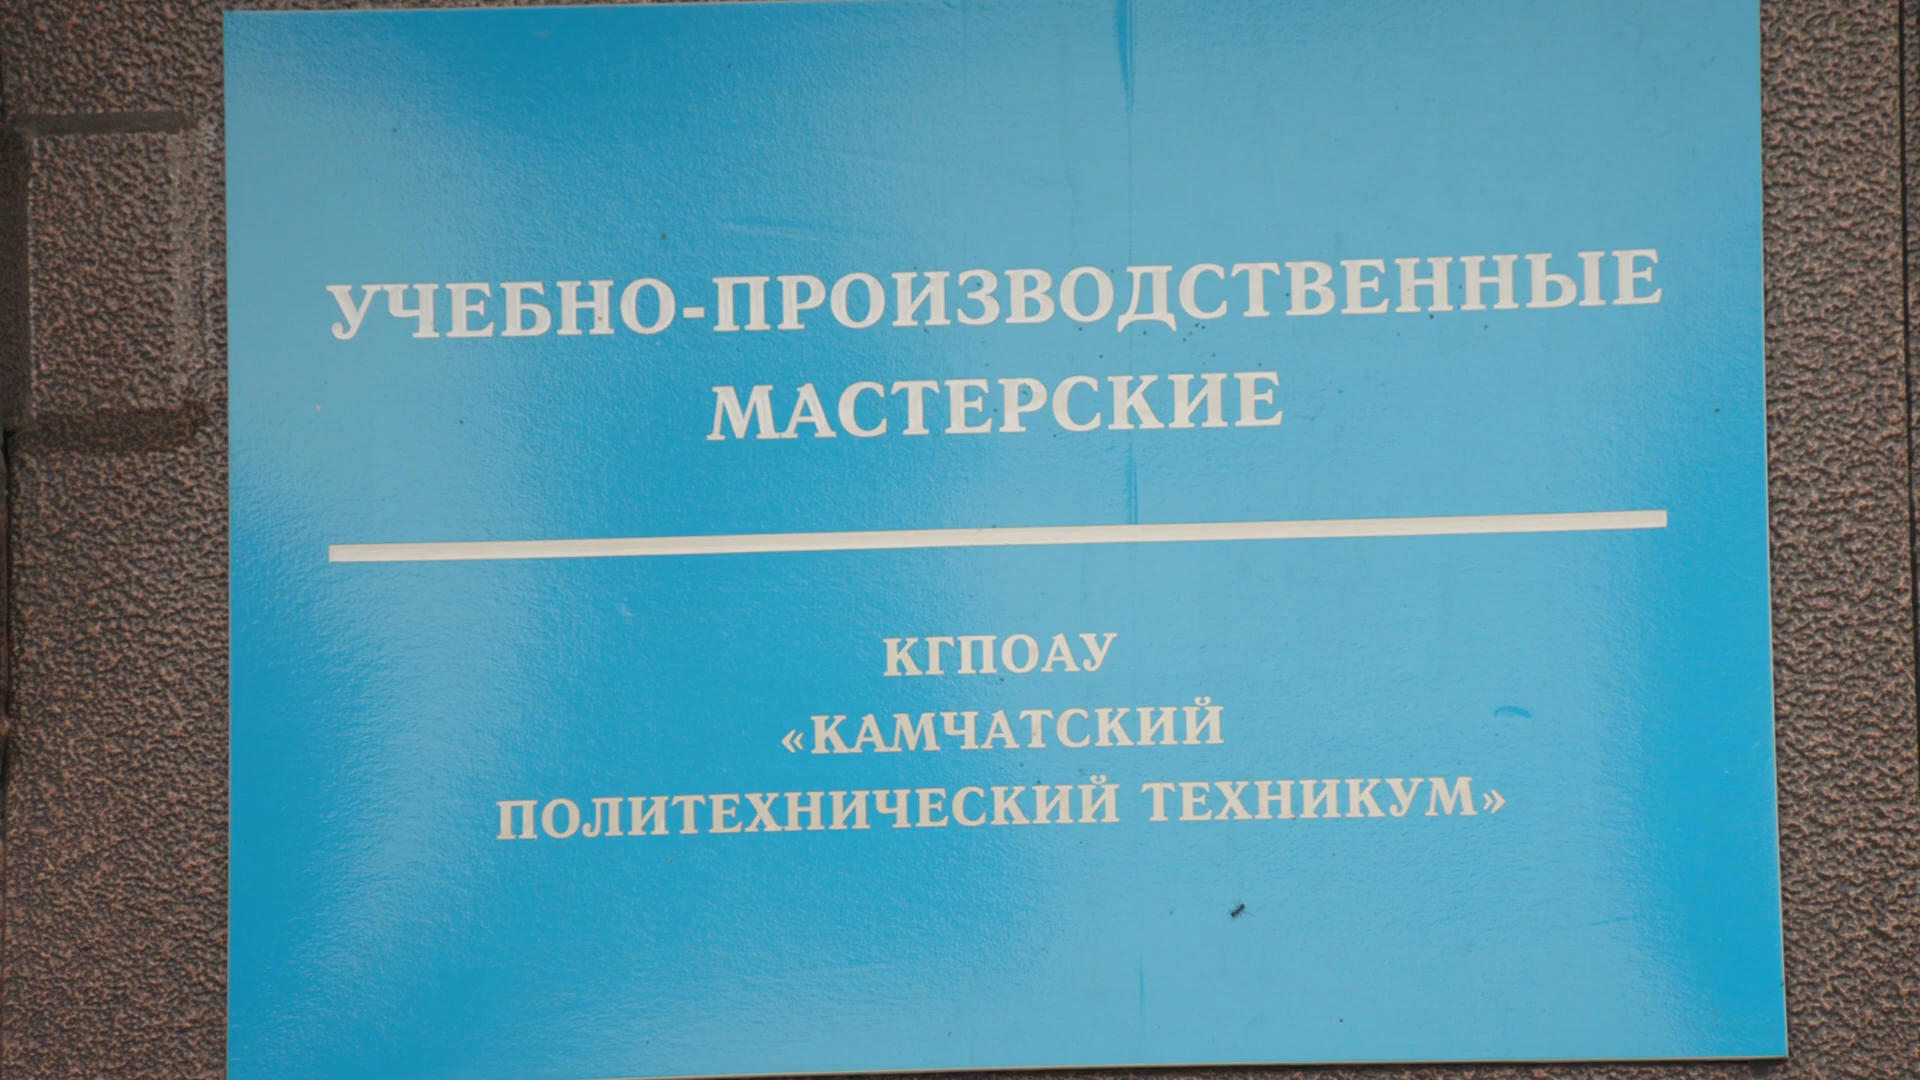 УЧЕБНО-ПРОИЗВОДСТВЕННЫЕ
МАСТЕРСКИЕ
КГПОАУ
«КАМЧАТСКИЙ
ПОЛИТЕХНИЧЕСКИЙ ТЕХНИКУМ»